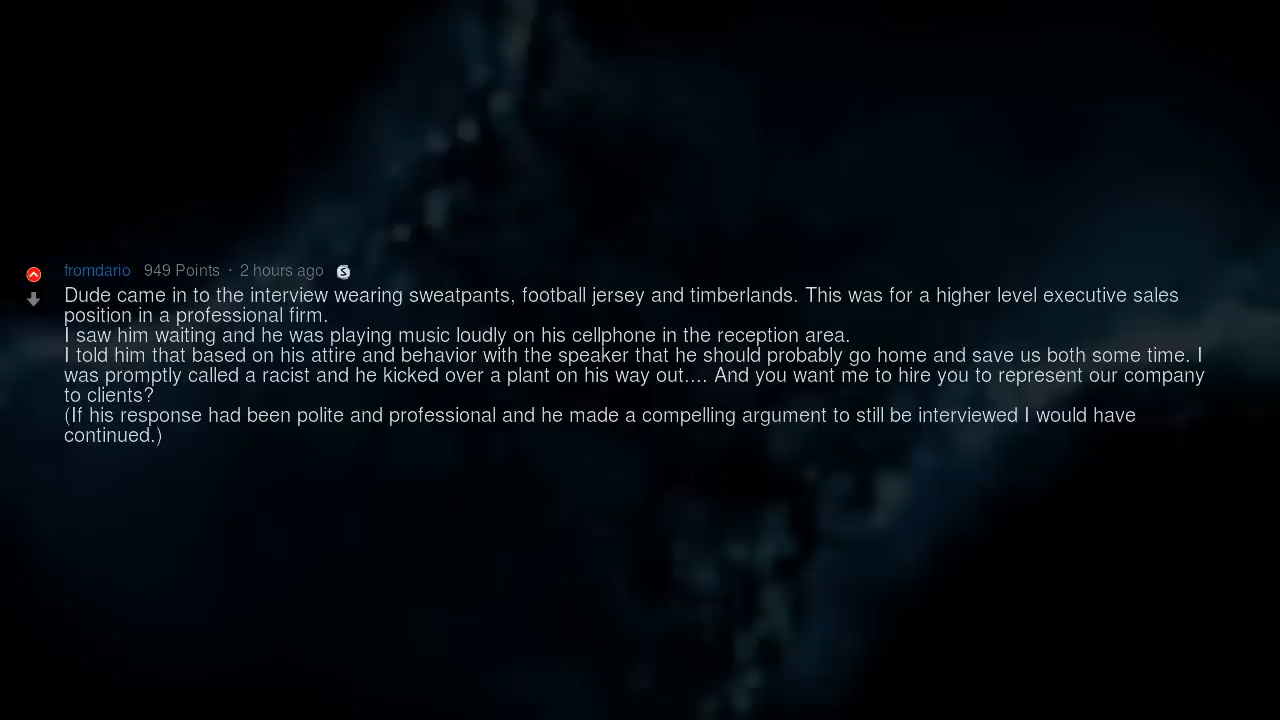 fromdario 949 Points · 2 hours ago
Dude came in to the interview wearing sweatpants, football jersey and timberlands. This was for a higher level executive sales
position in a professional firm.
I saw him waiting and he was playing music loudly on his cellphone in the reception area.
I told him that based on his attire and behavior with the speaker that he should probably go home and save us both some time. I
was promptly called a racist and he kicked over a plant on his way out.... And you want me to hire you to represent our company
to clients?
(If his response had been polite and professional and he made a compelling argument to still be interviewed I would have
continued.)